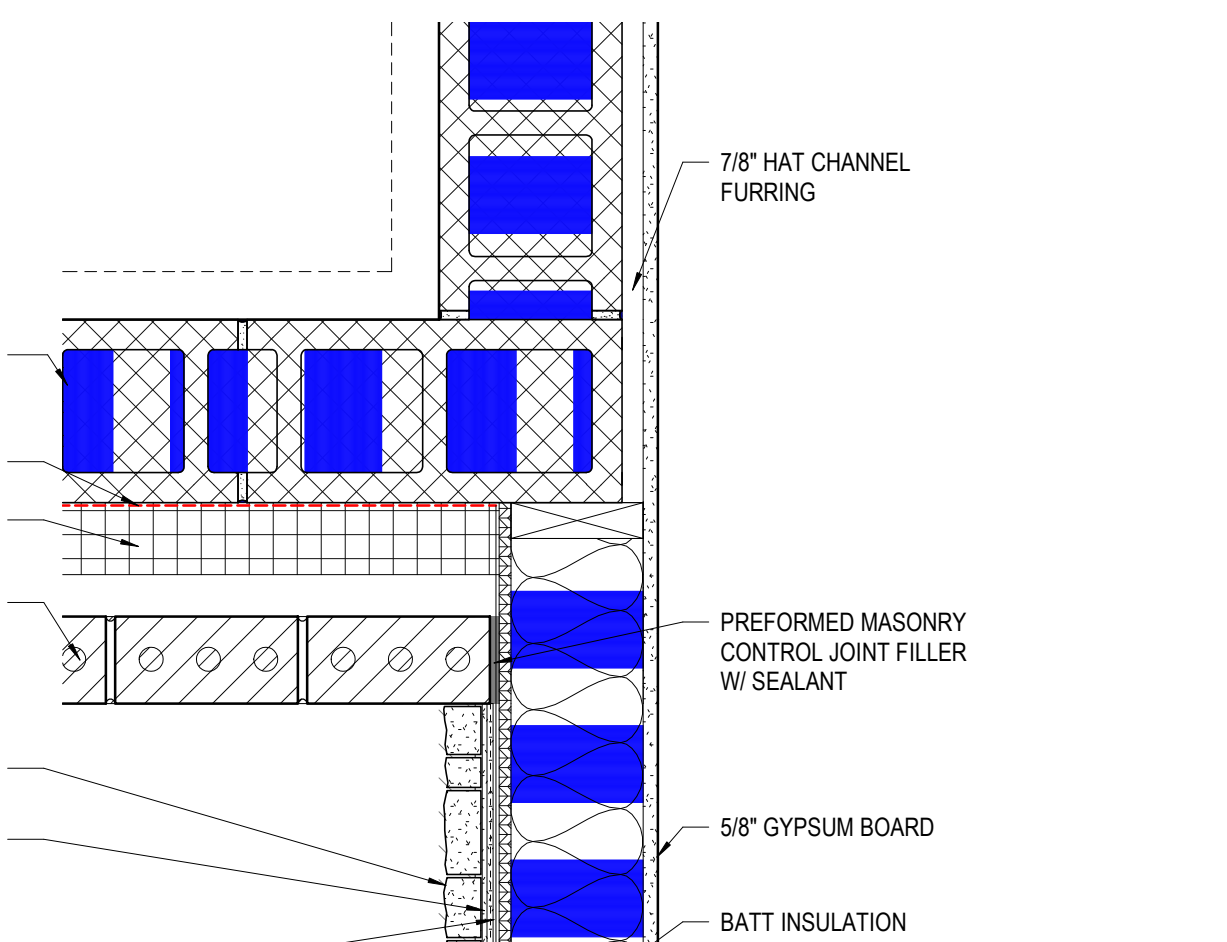 7/8" HAT CHANNEL
FURRING
PREFORMED MASONRY
CONTROL JOINT FILLER
W/ SEALANT
5/8" GYPSUM BOARD
BATT INSULATION